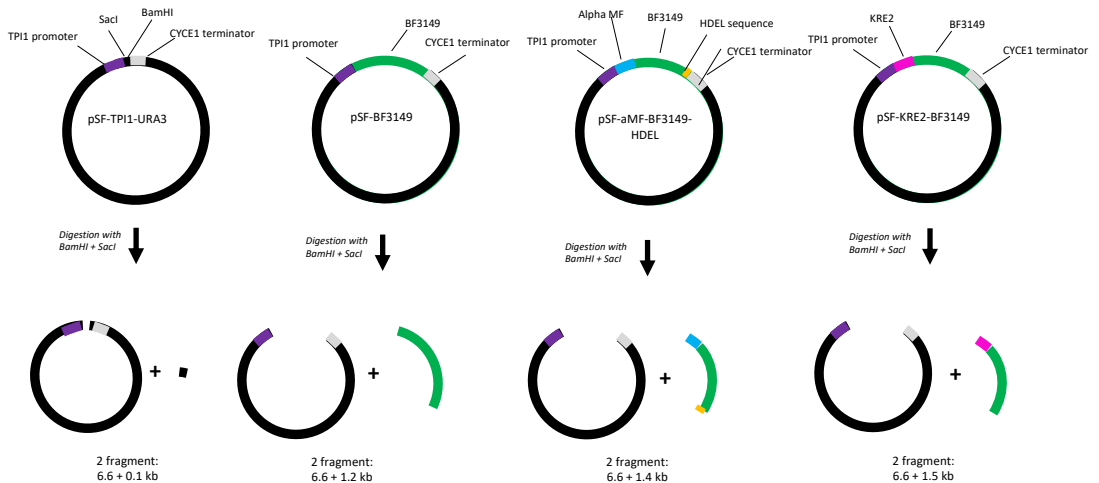 SacI
BamHI
TPI1 promoter
CYCE1 terminator
pSF-TPI1-URA3
Digestion with
BamHI + SacI
+
2 fragment:
6.6 + 0.1 kb
BF3149
TPI1 promoter
CYCE1 terminator
pSF-BF3149
Digestion with
BamHI + SacI
+
2 fragment:
6.6 + 1.2 kb
Alpha MF
BF3149
HDEL sequence
TPI1 promoter
CYCE1 terminator
pSF-aMF-BF3149-
HDEL
Digestion with
BamHI + SacI
+
2 fragment:
6.6 + 1.4 kb
KRE2
BF3149
TPI1 promoter
CYCE1 terminator
pSF-KRE2-BF3149
Digestion with
BamHI + SacI
+
2 fragment:
6.6 + 1.5 kb